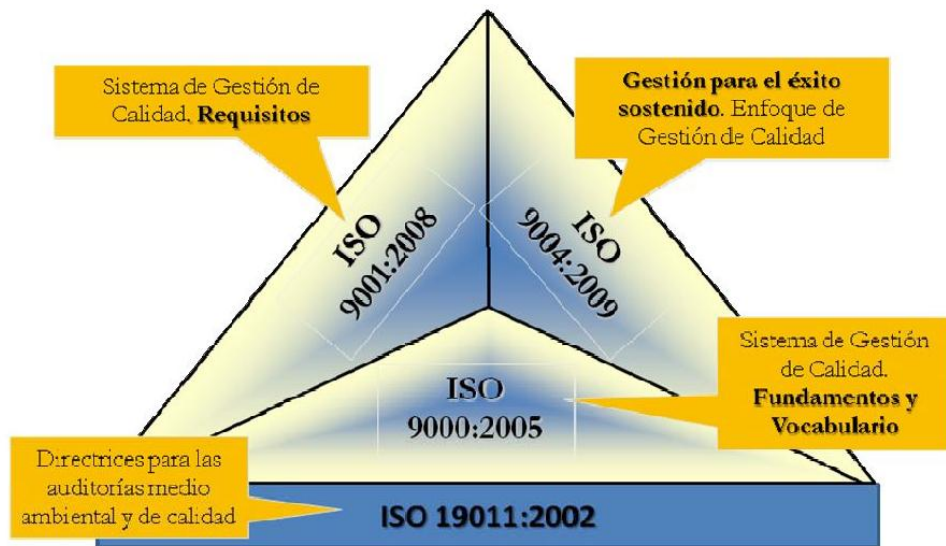 Sistema de Gestión de
Calidad. Requisitos
Gestión para el éxito
sostenido. Enfoque de
Gestión de Calidad
ISO
9001:2008
ISO
9004:2009
Sistema de Gestión
de Calidad.
Fundamentos y
Vocabulario
ISO
9000:2005
Directrices para las
auditorías medio
ambiental y de calidad
ISO 19011:2002